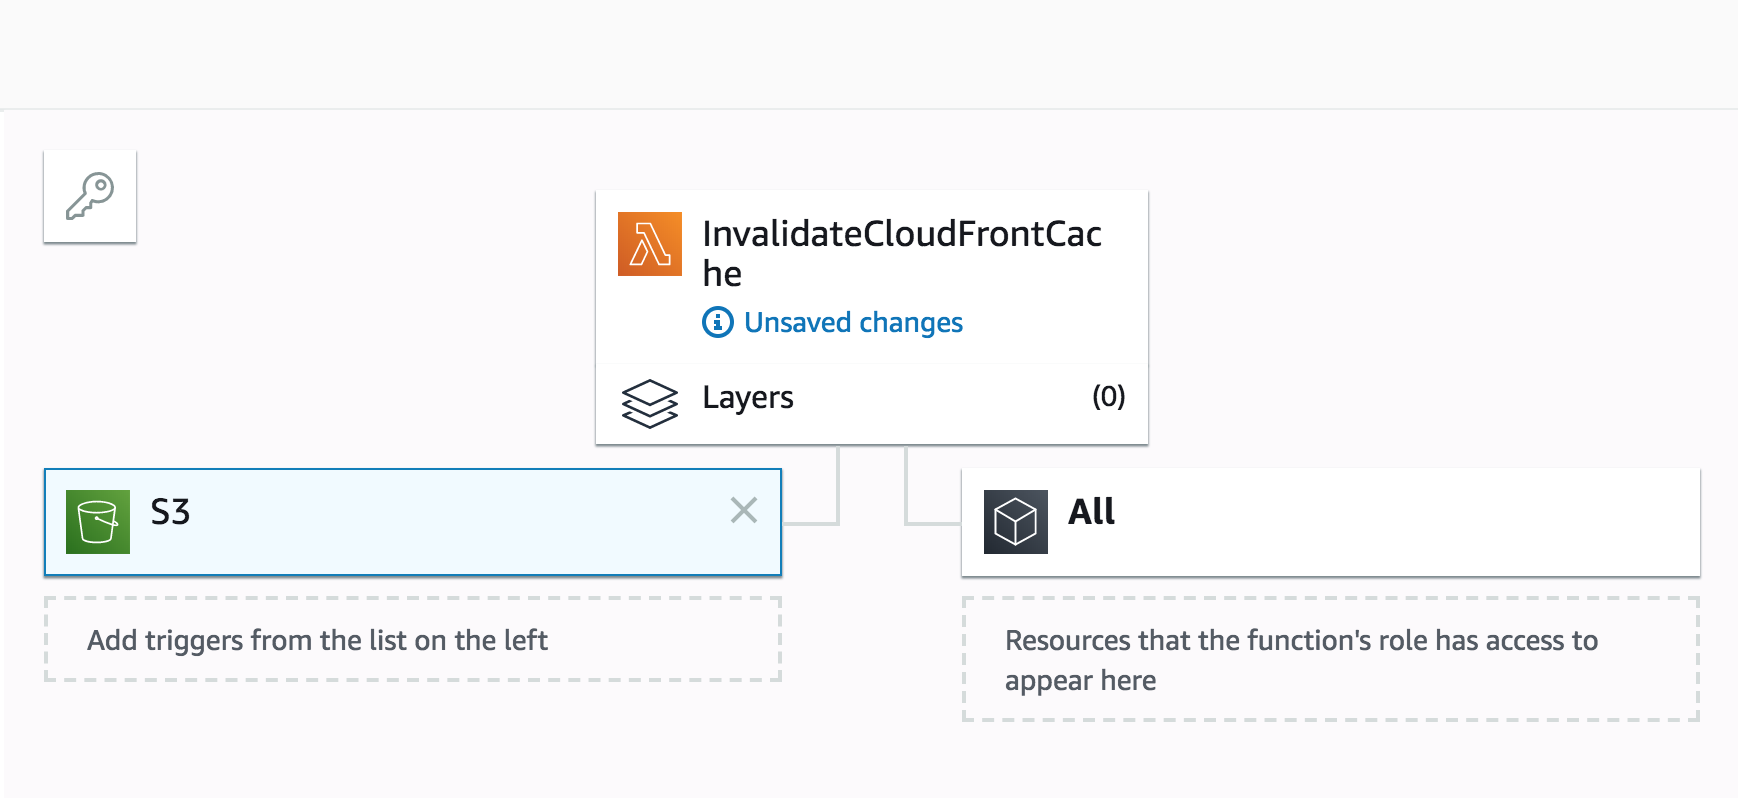 InvalidateCloudFrontCac
he
Unsaved changes
Layers (0)
S3
All
Add triggers from the list on the left
Resources that the function's role has access to
appear here